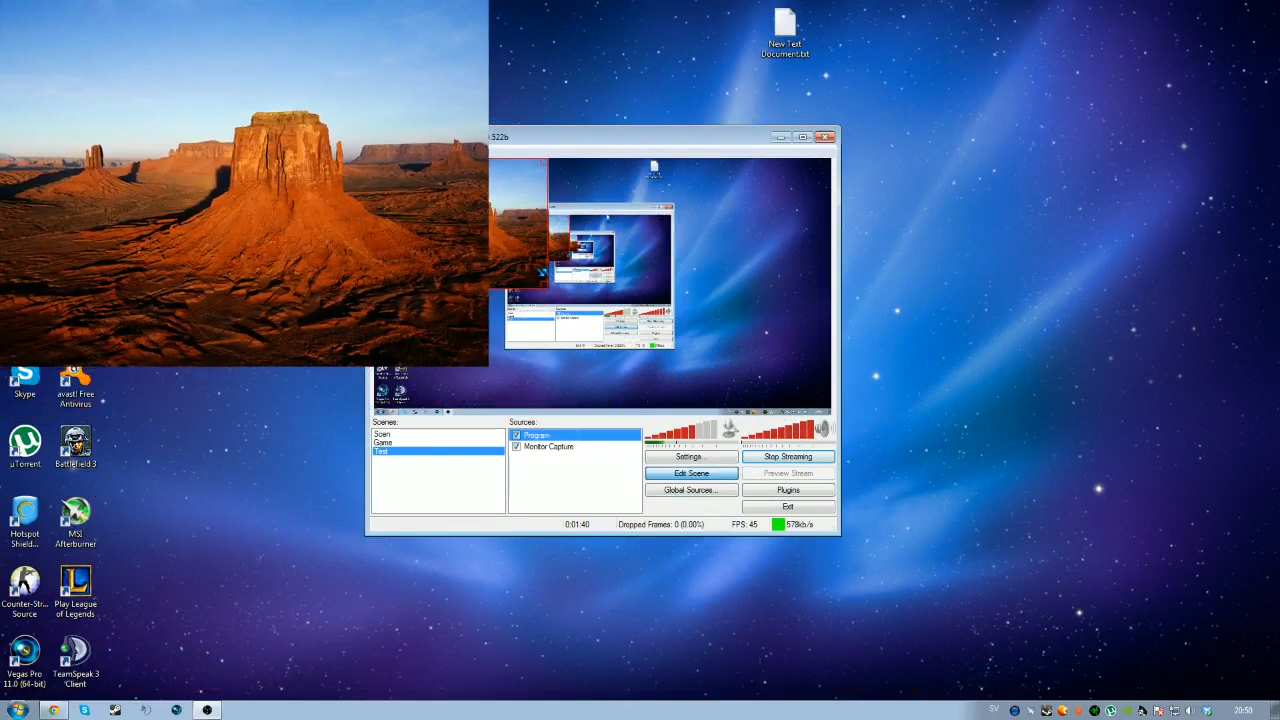 New Text
Document.txt
.522b
Skype
avast! Free
Antivirus
µTorrent
Battlefield 3
Hotspot
Shield...
MSI
Afterburner
Counter-Str...
Source
Play League
of Legends
Vegas Pro
11.0 (64-bit)
TeamSpeak 3
Client
Scenes:
Scen
Game
Test
Sources:
Program
Monitor Capture
Settings...
Stop Streaming
Edit Scene
Preview Stream
Global Sources...
Plugins
Exit
0:01:40
Dropped Frames: 0 (0.00%)
FPS: 45
578kb/s
SV
20:50